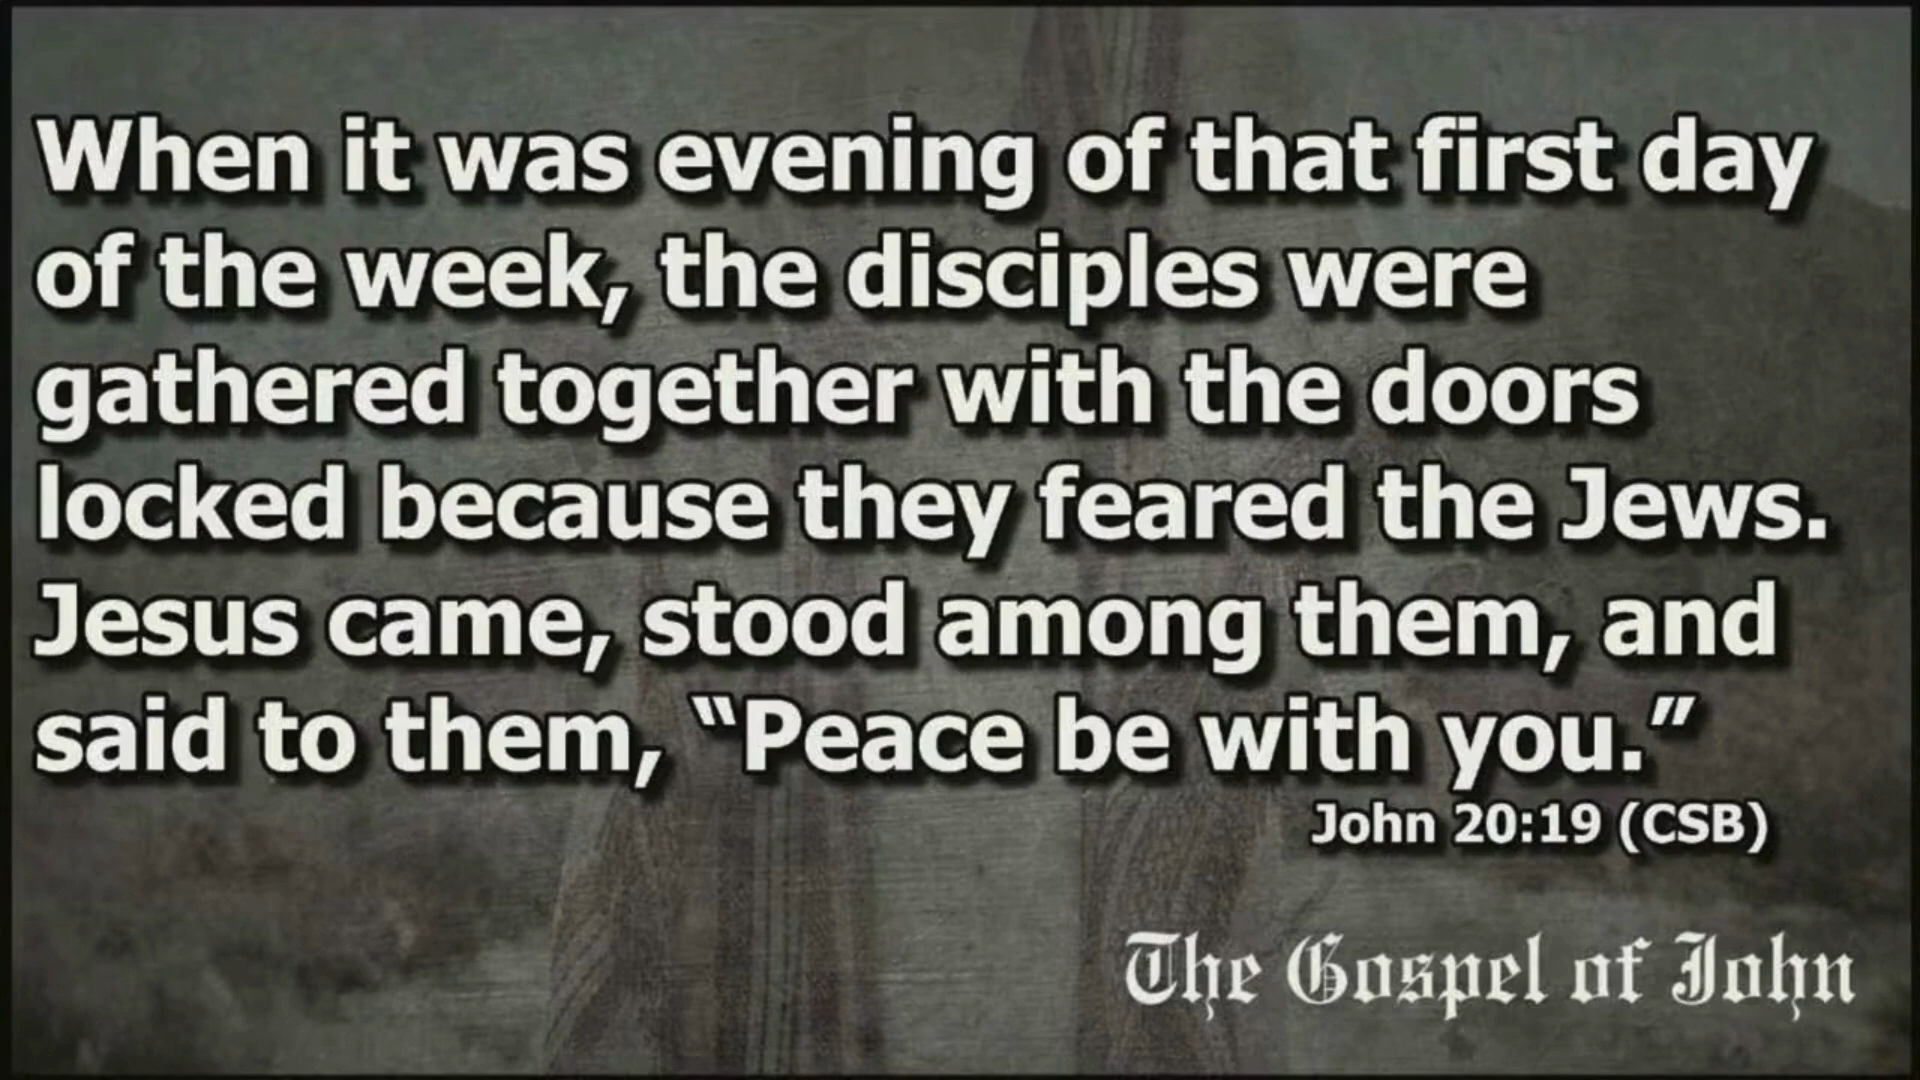 When it was evening of that first day
of the week, the disciples were
gathered together with the doors
locked because they feared the Jews.
Jesus came, stood among them, and
said to them, “Peace be with you.”
John 20:19 (CSB)
The Gospel of John